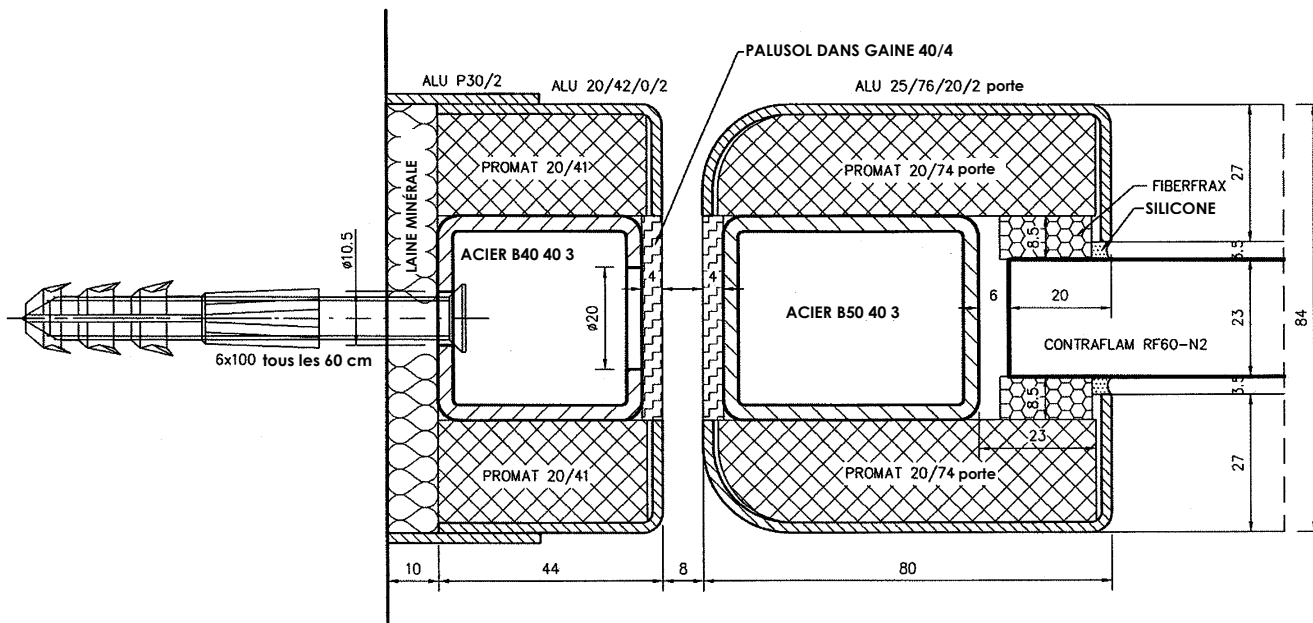 PALUSOL DANS GAINE 40/4
ALU P30/2
ALU 20/42/0/2
ALU 25/76/20/2 porte
LAINE MINÉRALE
PROMAT 20/41
PROMAT 20/74 porte
27
FIBERFRAX
SILICONE
8.5
3.5
ø10.5
ACIER B40 40 3
4
4
ø20
ACIER B50 40 3
6
20
23
84
CONTRAFLAM RF60-N2
6x100 tous les 60 cm
8.5
3.5
23
27
PROMAT 20/41
PROMAT 20/74 porte
10
44
8
80